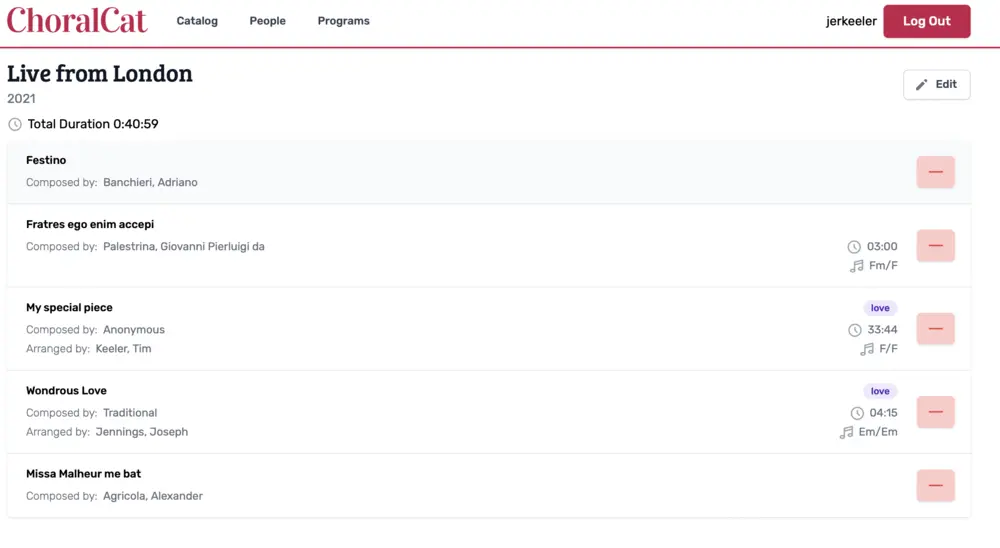 ChoralCat Catalog People Programs jerkeeler Log Out
Live from London
2021
Edit
Total Duration 0:40:59
Festino
Composed by: Banchieri, Adriano
Fratres ego enim accepi
Composed by: Palestrina, Giovanni Pierluigi da
03:00
Fm/F
My special piece
love
Composed by: Anonymous
33:44
Arranged by: Keeler, Tim
F/F
Wondrous Love
love
Composed by: Traditional
04:15
Arranged by: Jennings, Joseph
Em/Em
Missa Malheur me bat
Composed by: Agricola, Alexander